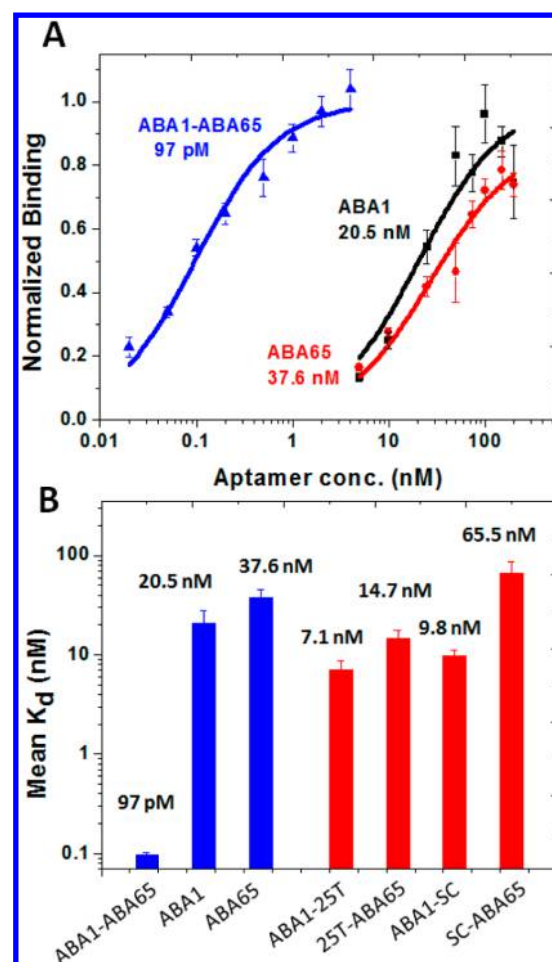 A
1.0
0.8
0.6
0.4
0.2
0.0
Normalized Binding
ABA1-ABA65
97 pM
ABA1
20.5 nM
ABA65
37.6 nM
0.01 0.1 1 10 100
Aptamer conc. (nM)
B
100
10
1
0.1
Mean Kd (nM)
97 pM
20.5 nM
37.6 nM
7.1 nM
14.7 nM
9.8 nM
65.5 nM
ABA1-ABA65
ABA1
ABA65
ABA1-25T
25T-ABA65
ABA1-SC
SC-ABA65